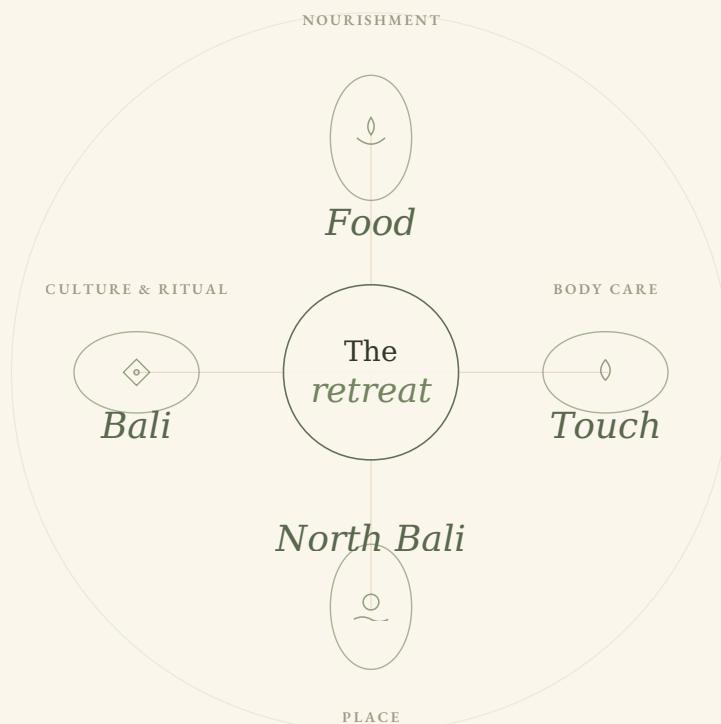 NOURISHMENT
Food
CULTURE & RITUAL
BODY CARE
The
retreat
Bali
Touch
North Bali
PLACE